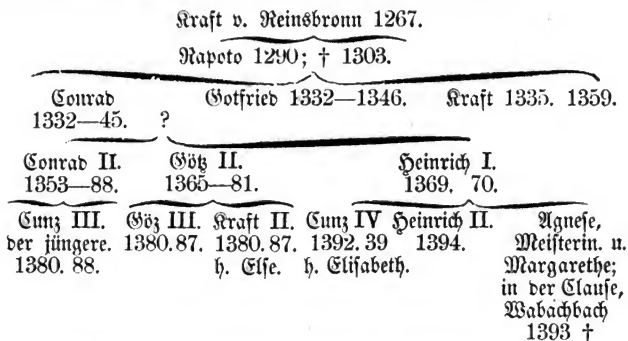 Kraft v. Reinsbronn 1267.
Rapoto 1290; † 1303.
Conrad Gotfried 1332—1346. Kraft 1335. 1359.
1332—45. ?
Conrad II. Götz II. Heinrich I.
1353—88. 1365—81. 1369. 70.
Cunz III. Göz III. Kraft II. Cunz IV Heinrich II. Agnese,
der jüngere. 1380. 87. 1380. 87. 1392. 39 1394. Meisterin. u.
1380. 88. h. Else. h. Elisabeth. Margarethe;
in der Clause,
Wabachbach
1393 †